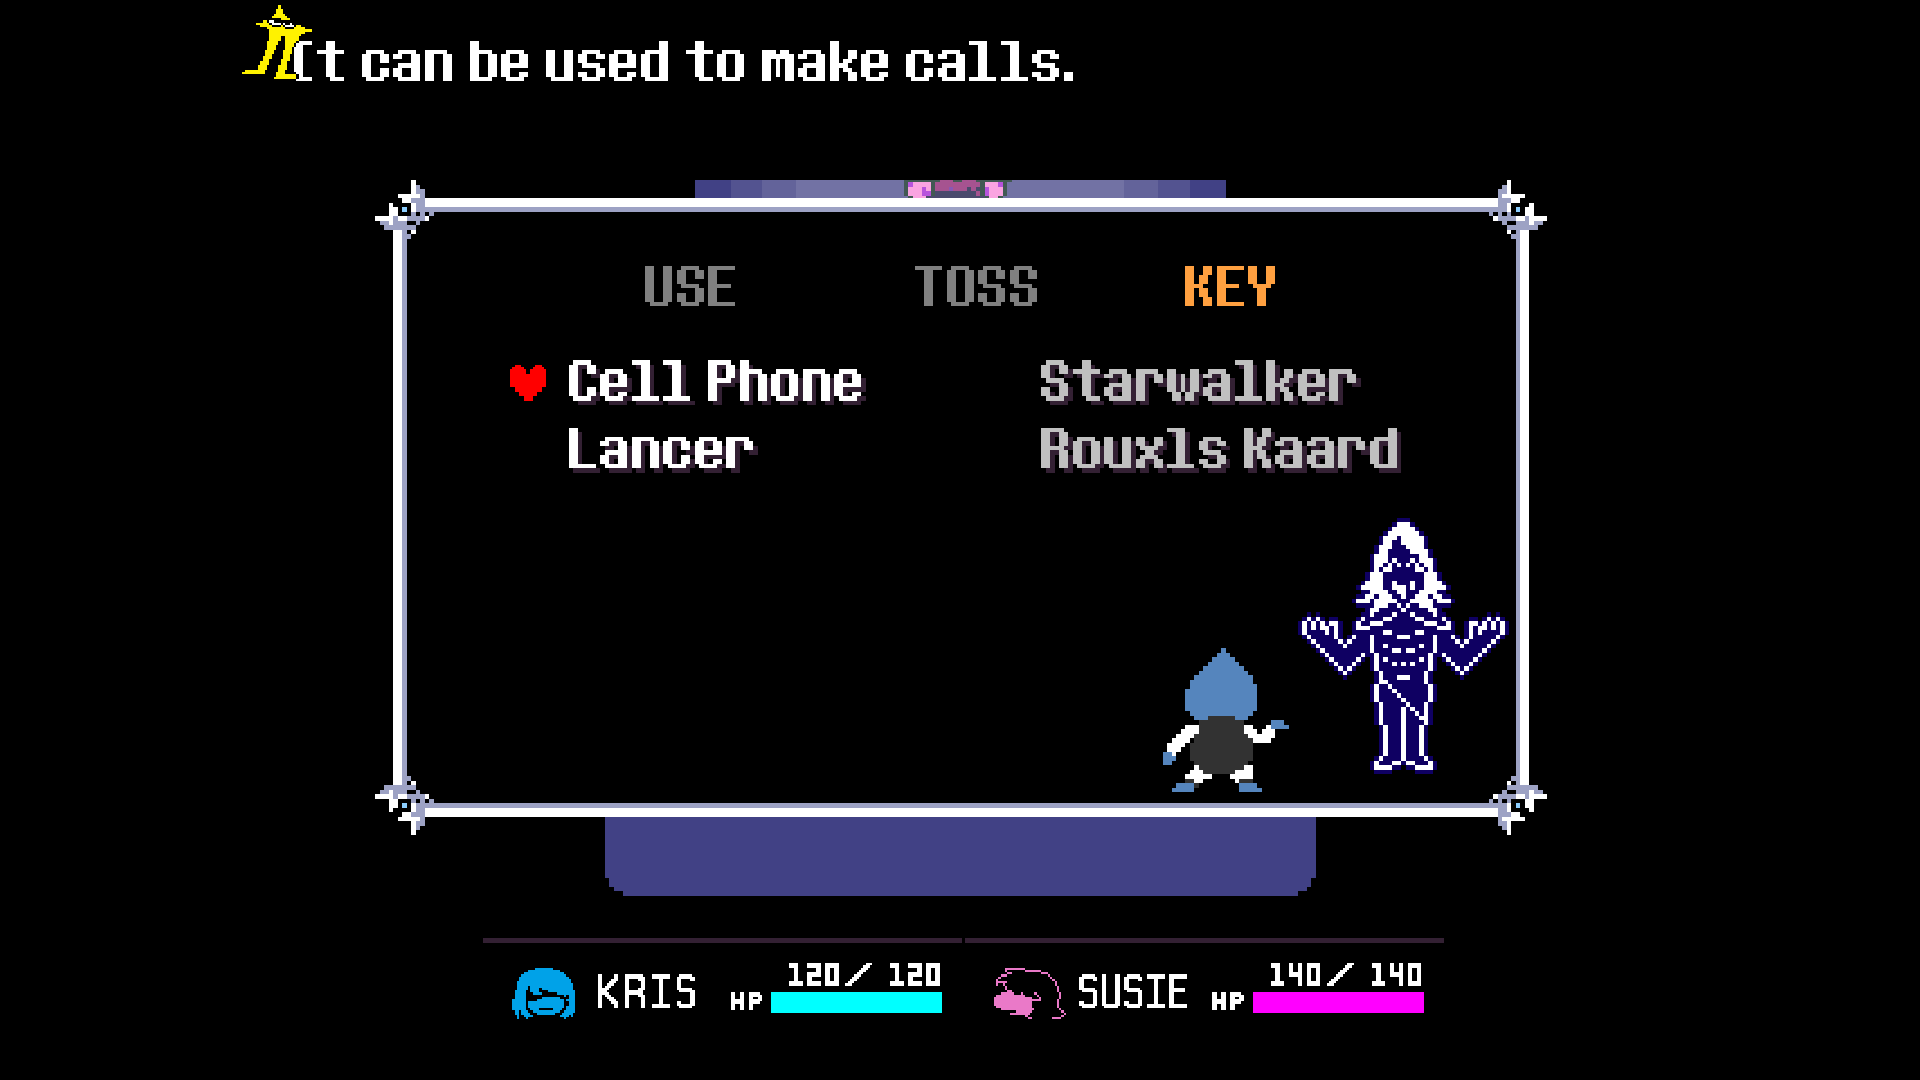 It can be used to make calls.
USE TOSS KEY
Cell Phone Starwalker
Lancer Rouxls Kaard
KRIS HP 120/ 120 SUSIE HP 140/ 140